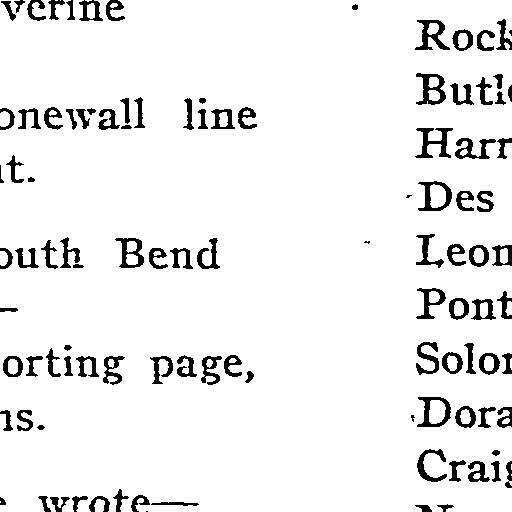 verine
onewall line
nt.
outh Bend
—
orting page,
ns.
e wrote—
Rock
Butl
Harr
Des
Leon
Pont
Solo
Dora
Craig